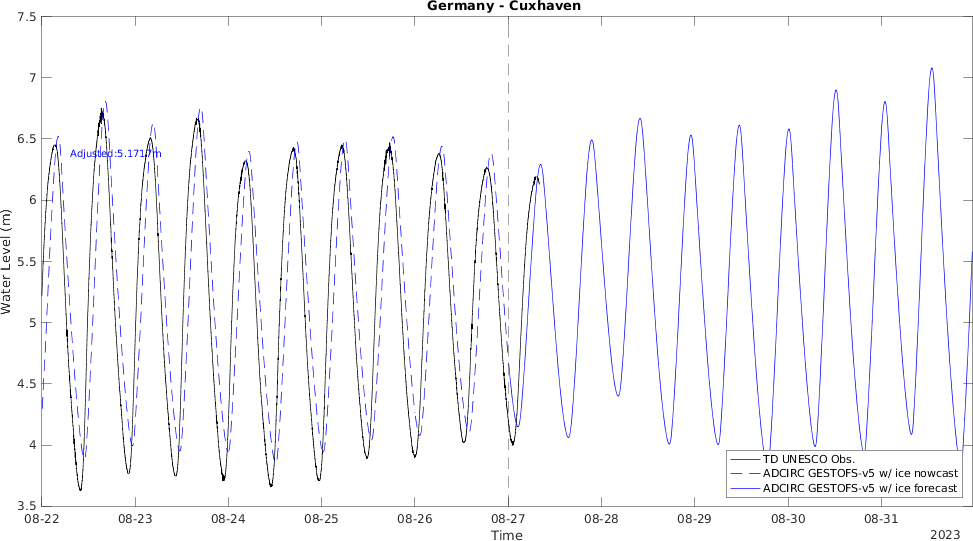 Germany - Cuxhaven
7.5
7
6.5
6
5.5
5
4.5
4
3.5
Water Level (m)
Adjusted:5.1717m
TD UNESCO Obs.
ADCIRC GESTOFS-v5 w/ ice nowcast
ADCIRC GESTOFS-v5 w/ ice forecast
08-22 08-23 08-24 08-25 08-26 08-27 08-28 08-29 08-30 08-31
Time
2023